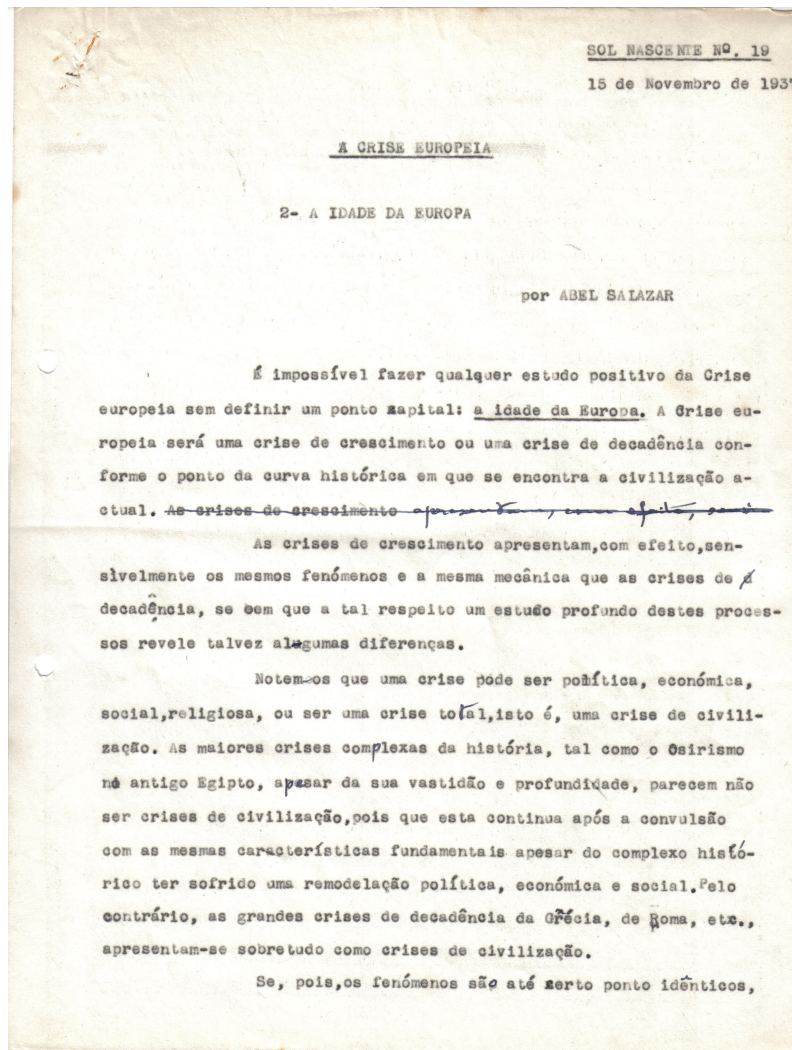 SOL NASCENTE Nº. 19
15 de Novembro de 193
A CRISE EUROPEIA
2- A IDADE DA EUROPA
por ABEL SALAZAR
É impossível fazer qualquer estudo positivo da Crise
europeia sem definir um ponto capital: a idade da Europa. A Crise eu-
ropeia será uma crise de crescimento ou uma crise de decadência con-
forme o ponto da curva histórica em que se encontra a civilização a-
ctual. As crises de crescimento apresentam, com efeito,
As crises de crescimento apresentam,com efeito,sen-
sìvelmente os mesmos fenómenos e a mesma mecânica que as crises de
decadência, se bem que a tal respeito um estudo profundo destes proces-
sos revele talvez algumas diferenças.
Notemos que uma crise pode ser política, económica,
social,religiosa, ou ser uma crise total,isto é, uma crise de civili-
zação. As maiores crises complexas da história, tal como o Osirismo
no antigo Egipto, apesar da sua vastidão e profundidade, parecem não
ser crises de civilização,pois que esta continua após a convulsão
com as mesmas características fundamentais apesar do complexo histó-
rico ter sofrido uma remodelação política, económica e social.Pelo
contrário, as grandes crises de decadência da Grécia, de Roma, etc.,
apresentam-se sobretudo como crises de civilização.
Se, pois,os fenómenos são até certo ponto idênticos,